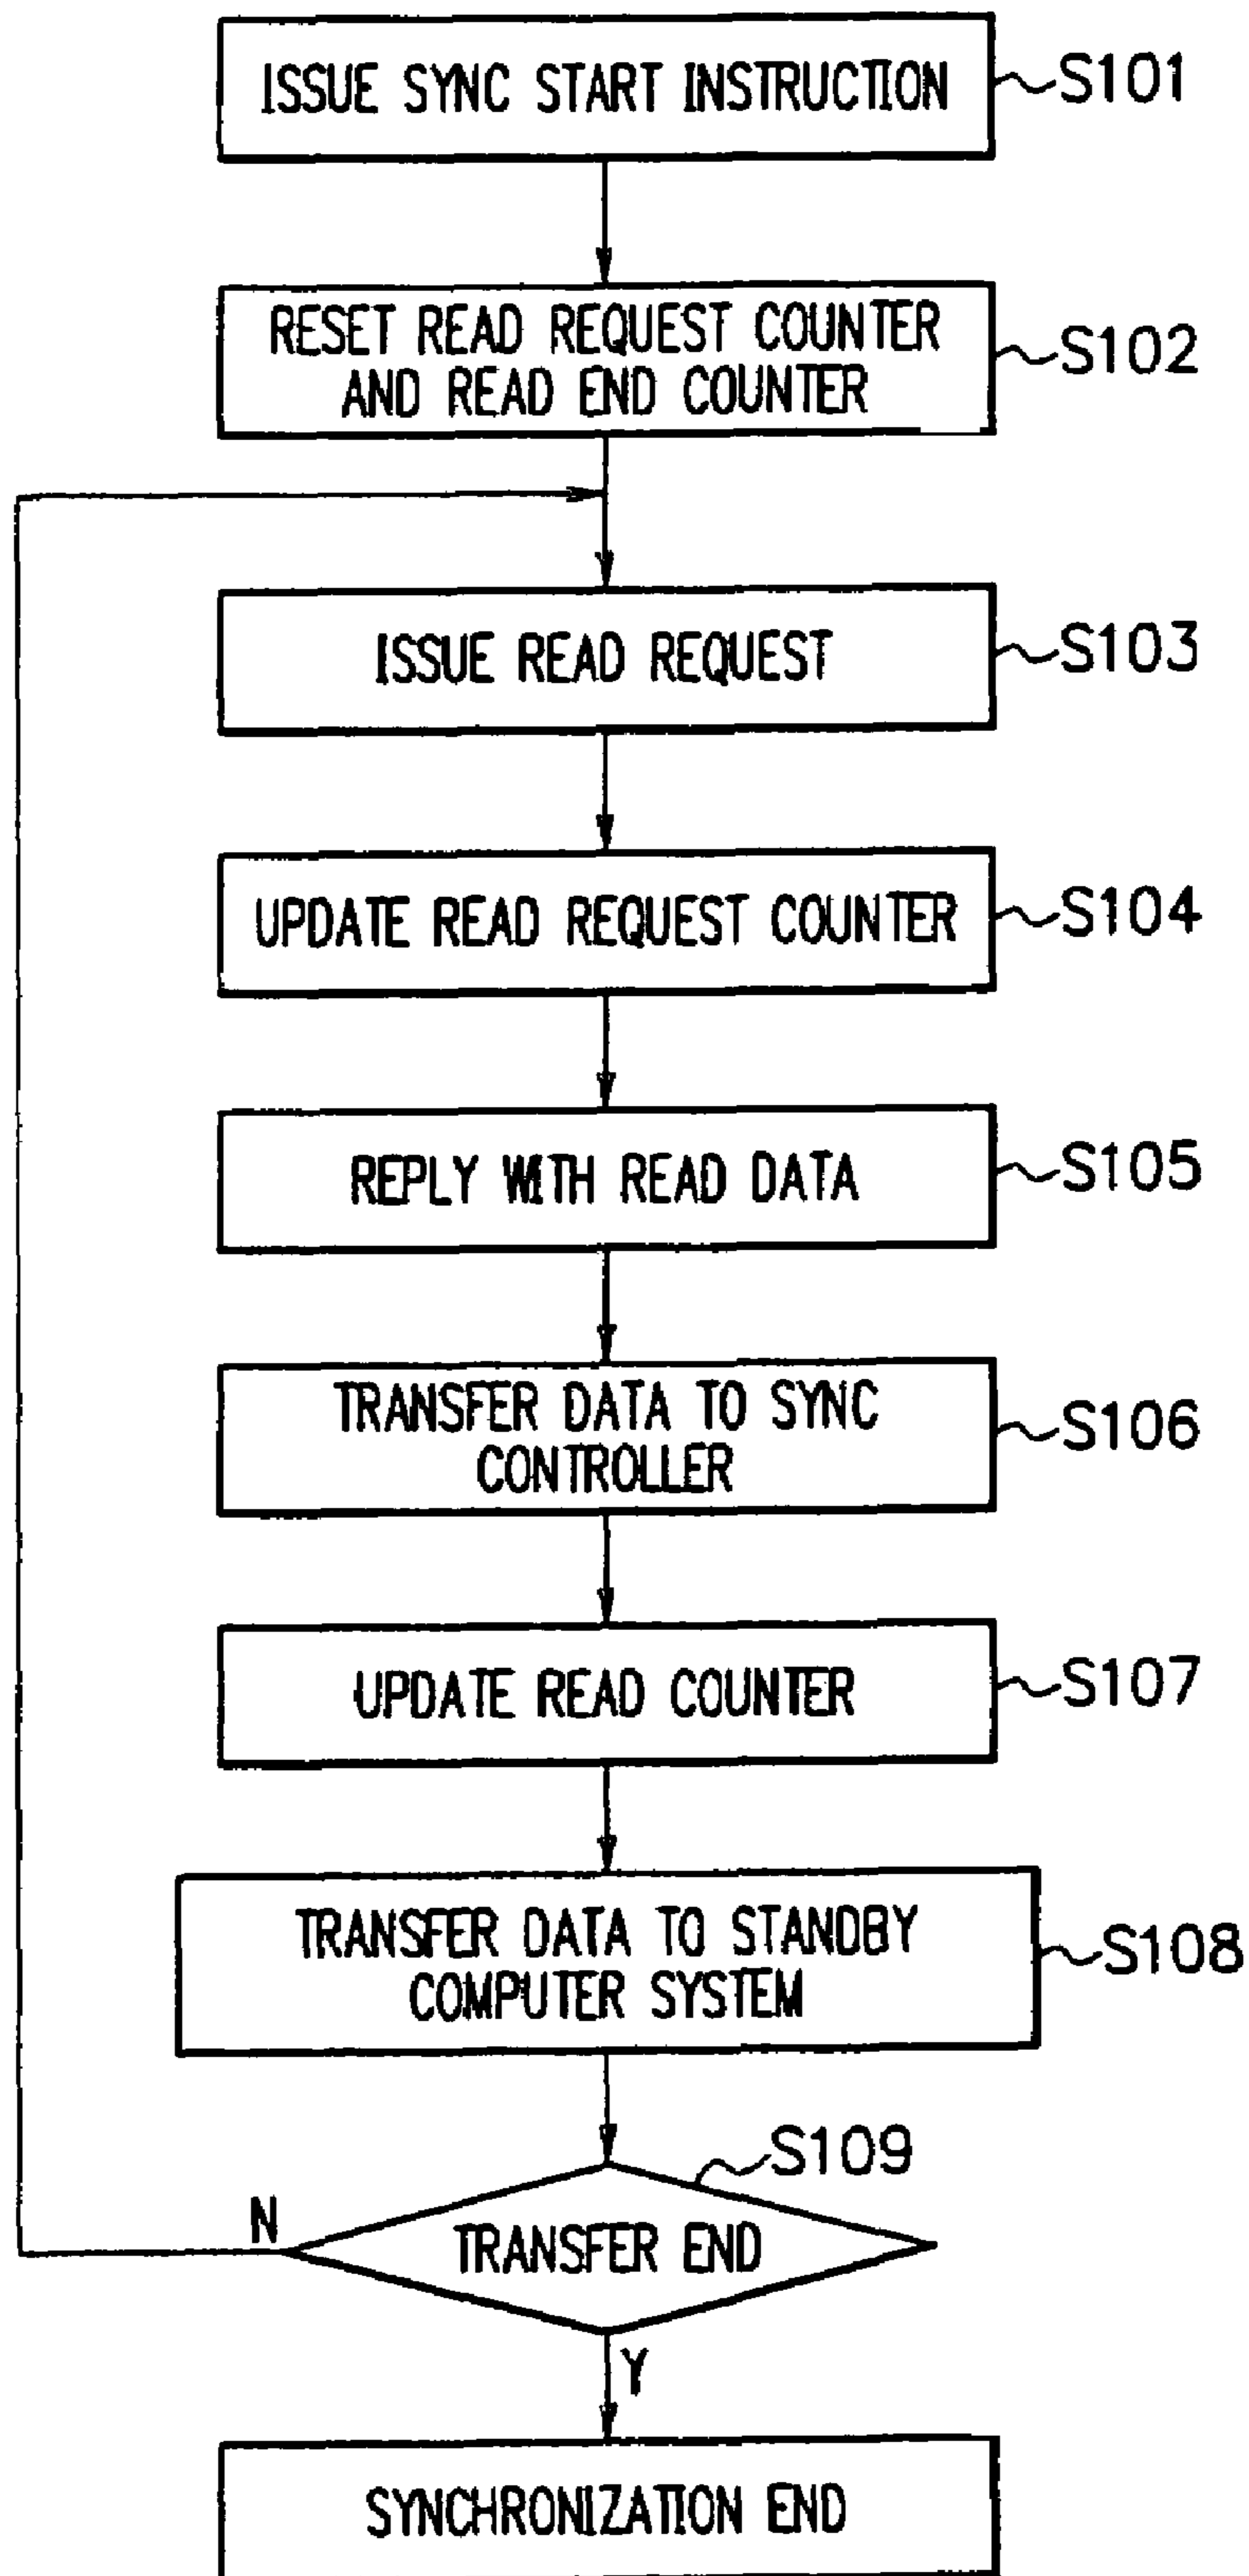 ISSUE SYNC START INSTRUCTION
S101
RESET READ REQUEST COUNTER
AND READ END COUNTER
S102
ISSUE READ REQUEST
S103
UPDATE READ REQUEST COUNTER
S104
REPLY WITH READ DATA
S105
TRANSFER DATA TO SYNC
CONTROLLER
S106
UPDATE READ COUNTER
S107
TRANSFER DATA TO STANDBY
COMPUTER SYSTEM
S108
S109
N
TRANSFER END
Y
SYNCHRONIZATION END